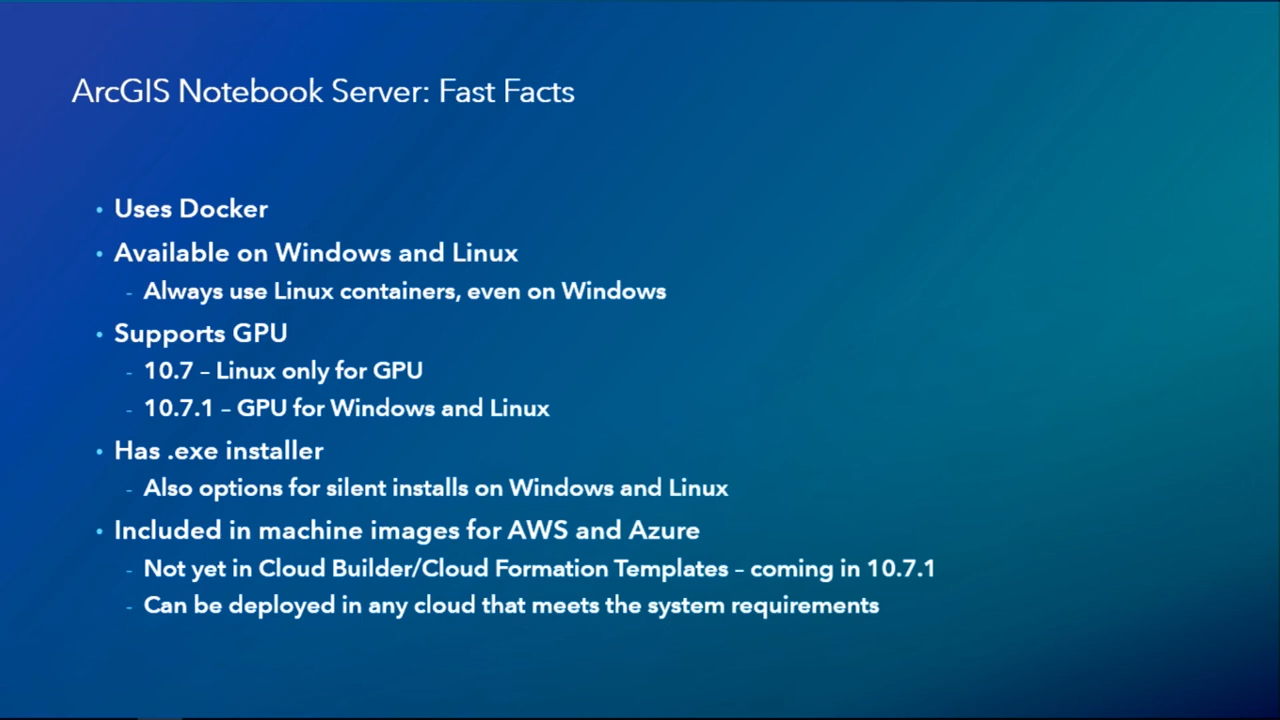 ArcGIS Notebook Server: Fast Facts
• Uses Docker
• Available on Windows and Linux
- Always use Linux containers, even on Windows
• Supports GPU
- 10.7 – Linux only for GPU
- 10.7.1 – GPU for Windows and Linux
• Has .exe installer
- Also options for silent installs on Windows and Linux
• Included in machine images for AWS and Azure
- Not yet in Cloud Builder/Cloud Formation Templates – coming in 10.7.1
- Can be deployed in any cloud that meets the system requirements